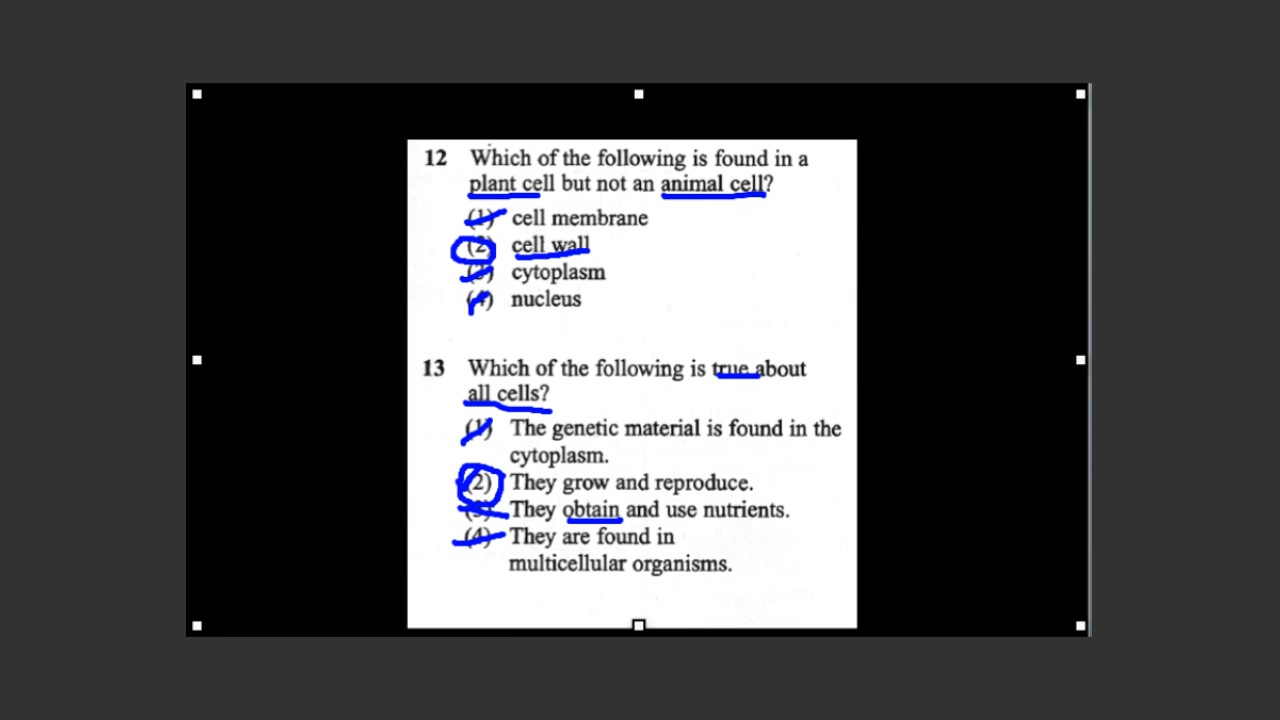 12 Which of the following is found in a
plant cell but not an animal cell?
(1) cell membrane
(2) cell wall
(3) cytoplasm
(4) nucleus
13 Which of the following is true about
all cells?
(1) The genetic material is found in the
cytoplasm.
(2) They grow and reproduce.
(3) They obtain and use nutrients.
(4) They are found in
multicellular organisms.